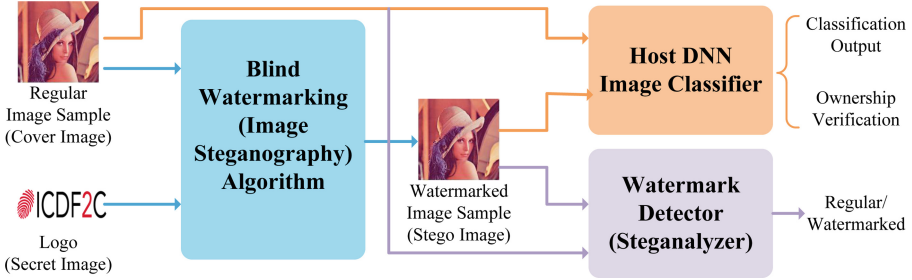 Regular
Image Sample
(Cover Image)
ICDF2C
Logo
(Secret Image)
Blind
Watermarking
(Image
Steganography)
Algorithm
Watermarked
Image Sample
(Stego Image)
Host DNN
Image Classifier
Watermark
Detector
(Steganalyzer)
Classification
Output
Ownership
Verification
Regular/
Watermarked